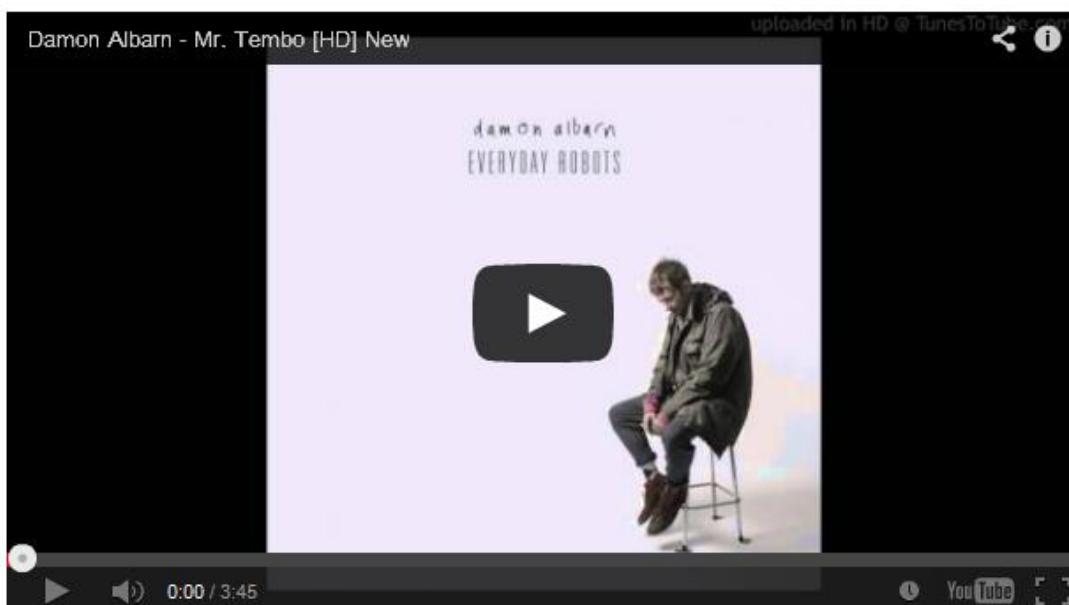 uploaded in HD @ TunesToTube.com
Damon Albarn - Mr. Tembo [HD] New
damon albarn
EVERYDAY ROBOTS
0:00 / 3:45
YouTube